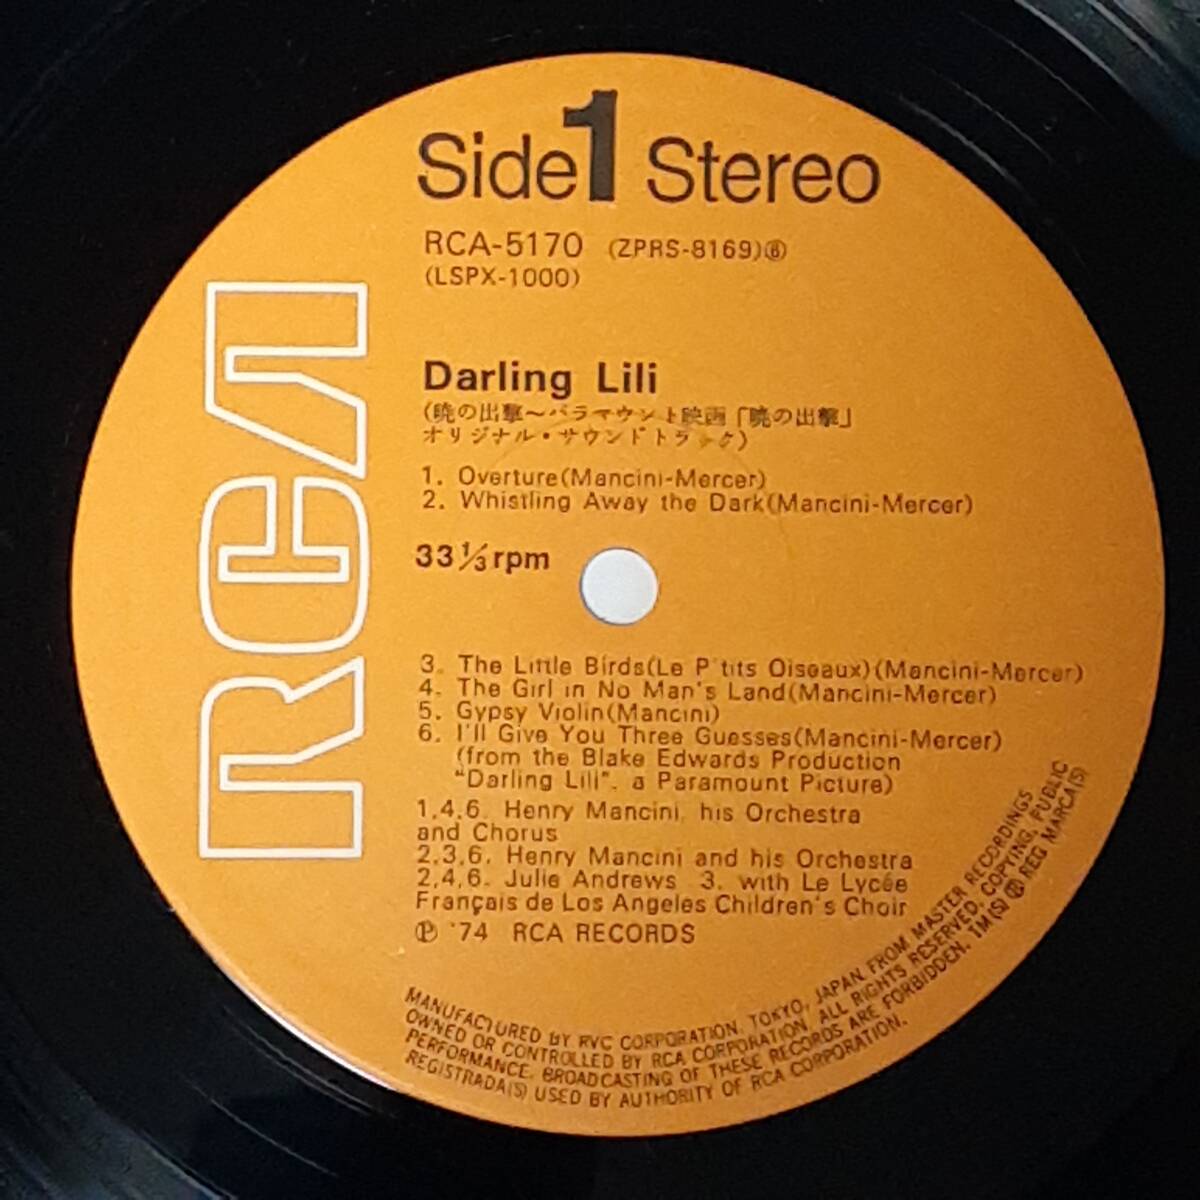 Side 1 Stereo
RCA-5170 (ZPRS-8169)⑧
(LSPX-1000)
RCA
Darling Lili
(暁の出撃〜パラマウント映画「暁の出撃」
オリジナル・サウンドトラック)
1. Overture(Mancini-Mercer)
2. Whistling Away the Dark(Mancini-Mercer)
33⅓rpm
3. The Little Birds(Le P'tits Oiseaux)(Mancini-Mercer)
4. The Girl in No Man's Land(Mancini-Mercer)
5. Gypsy Violin(Mancini)
6. I'll Give You Three Guesses(Mancini-Mercer)
(from the Blake Edwards Production
"Darling Lili". a Paramount Picture)
1.4.6. Henry Mancini, his Orchestra
and Chorus
2.3.6. Henry Mancini and his Orchestra
2.4.6. Julie Andrews 3. with Le Lycée
Français de Los Angeles Children's Choir
Ⓟ '74 RCA RECORDS
MANUFACTURED BY RVC CORPORATION, TOKYO, JAPAN FROM MASTER RECORDINGS
OWNED OR CONTROLLED BY RCA CORPORATION. ALL RIGHTS RESERVED. COPYING, PUBLIC
PERFORMANCE, BROADCASTING OF THESE RECORDS ARE FORBIDDEN. TM(S) ® REG MARCA(S)
REGISTRADA(S) USED BY AUTHORITY OF RCA CORPORATION.